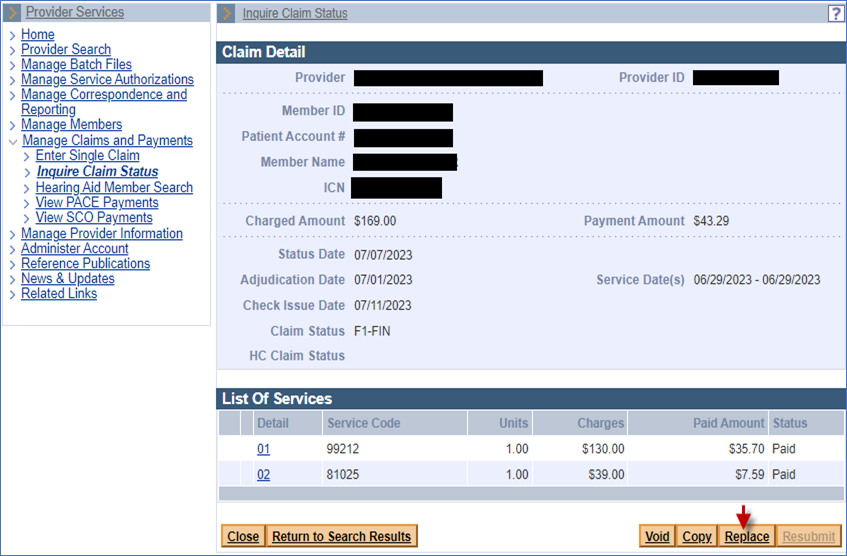 Provider Services
Home
Provider Search
Manage Batch Files
Manage Service Authorizations
Manage Correspondence and
Reporting
Manage Members
Manage Claims and Payments
Enter Single Claim
Inquire Claim Status
Hearing Aid Member Search
View PACE Payments
View SCO Payments
Manage Provider Information
Administer Account
Reference Publications
News & Updates
Related Links
Inquire Claim Status ?
Claim Detail
Provider Provider ID
Member ID
Patient Account #
Member Name
ICN
Charged Amount $169.00 Payment Amount $43.29
Status Date 07/07/2023
Adjudication Date 07/01/2023 Service Date(s) 06/29/2023 - 06/29/2023
Check Issue Date 07/11/2023
Claim Status F1-FIN
HC Claim Status
List Of Services
Detail Service Code Units Charges Paid Amount Status
01 99212 1.00 $130.00 $35.70 Paid
02 81025 1.00 $39.00 $7.59 Paid
Close Return to Search Results Void Copy Replace Resubmit